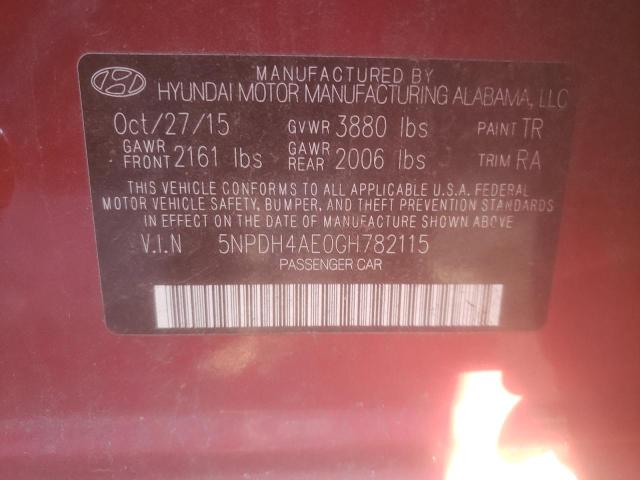 MANUFACTURED BY
HYUNDAI MOTOR MANUFACTURING ALABAMA, LLC
Oct/27/15 GVWR 3880 lbs PAINT TR
GAWR FRONT 2161 lbs GAWR REAR 2006 lbs TRIM RA
THIS VEHICLE CONFORMS TO ALL APPLICABLE U.S.A. FEDERAL
MOTOR VEHICLE SAFETY, BUMPER, AND THEFT PREVENTION STANDARDS
IN EFFECT ON THE DATE OF MANUFACTURE SHOWN ABOVE
V.I.N 5NPDH4AE0GH782115
PASSENGER CAR